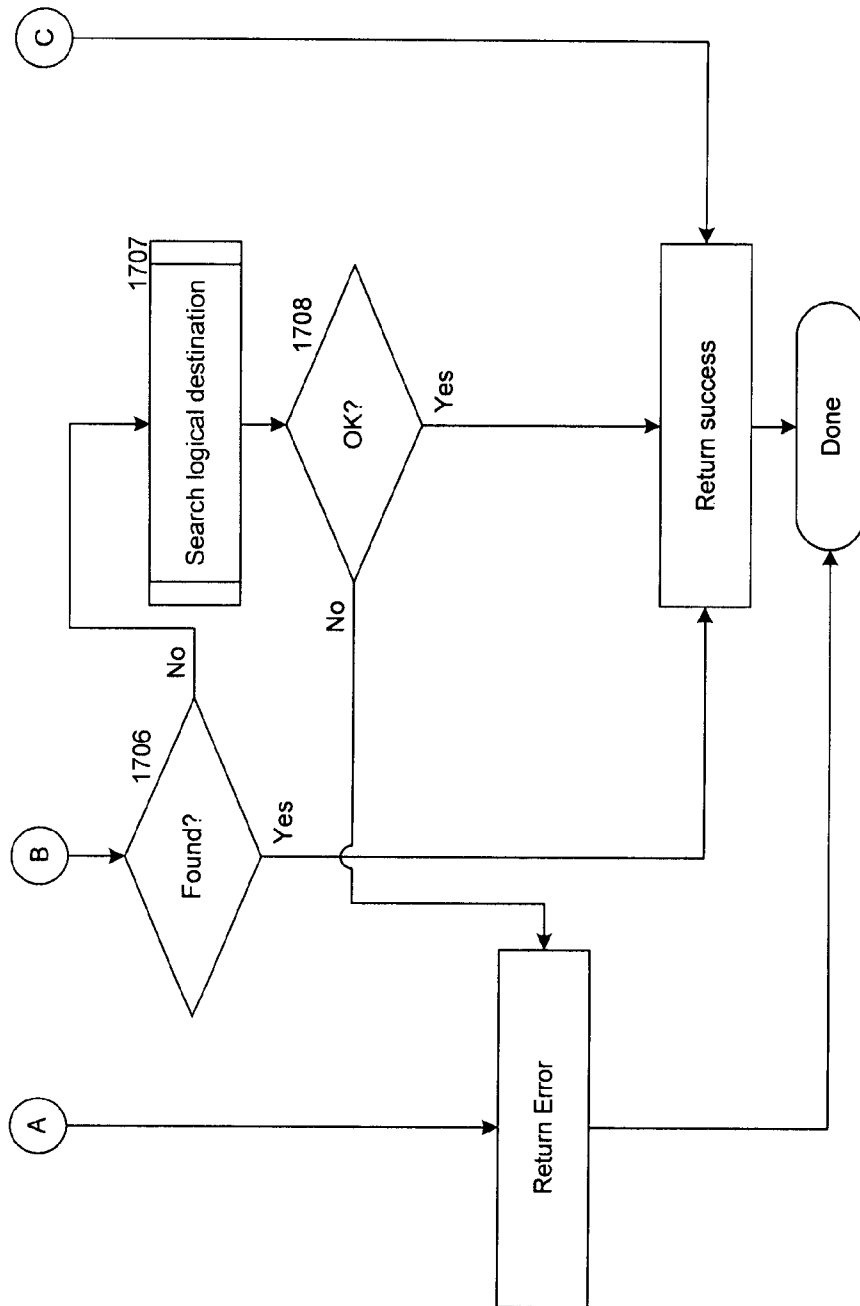 A
B
C
1706
Found?
No
Yes
1707
Search logical destination
1708
OK?
No
Yes
Return Error
Return success
Done